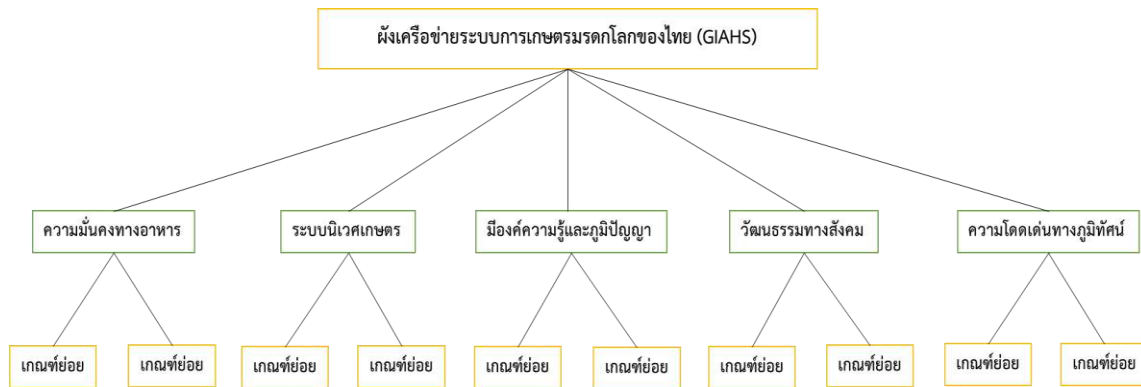 ผังเครือข่ายระบบการเกษตรมรดกโลกของไทย (GIAHS)
ความมั่นคงทางอาหาร
ระบบนิเวศเกษตร
มีองค์ความรู้และภูมิปัญญา
วัฒนธรรมทางสังคม
ความโดดเด่นทางภูมิทัศน์
เกณฑ์ย่อย
เกณฑ์ย่อย
เกณฑ์ย่อย
เกณฑ์ย่อย
เกณฑ์ย่อย
เกณฑ์ย่อย
เกณฑ์ย่อย
เกณฑ์ย่อย
เกณฑ์ย่อย
เกณฑ์ย่อย